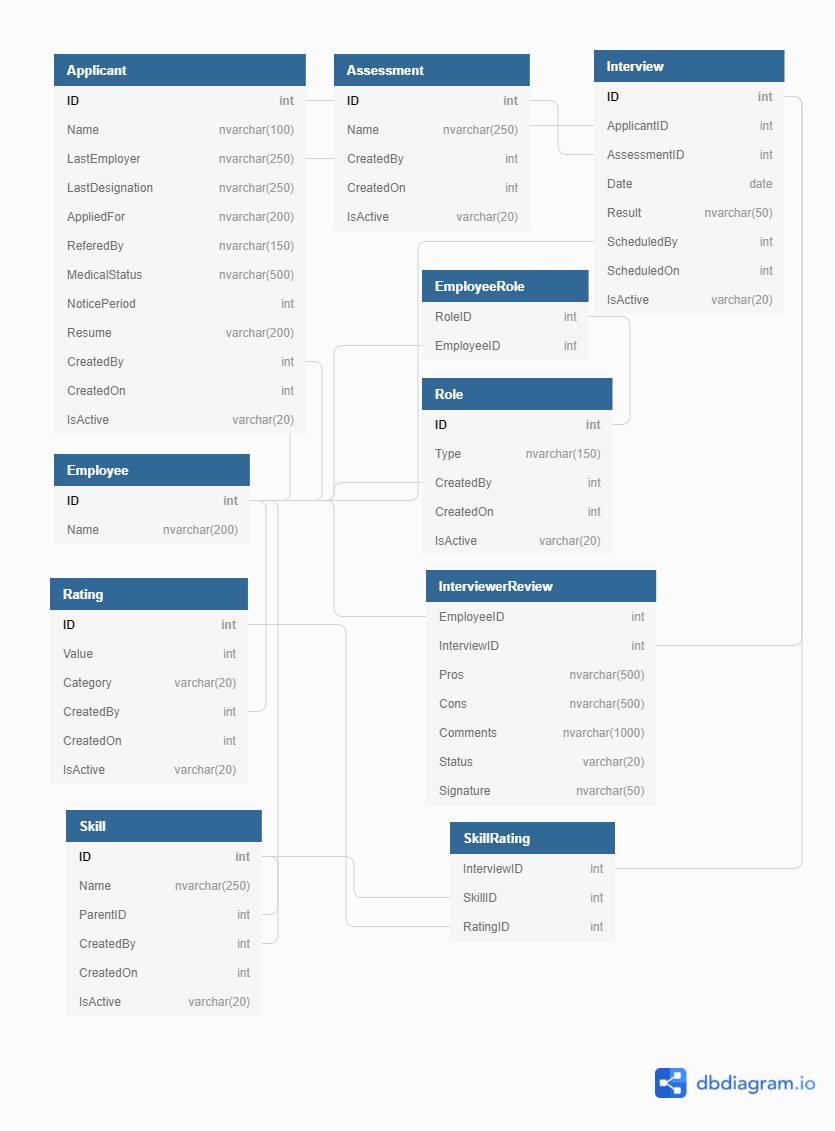 Applicant
ID int
Name nvarchar(100)
LastEmployer nvarchar(250)
LastDesignation nvarchar(250)
AppliedFor nvarchar(200)
ReferedBy nvarchar(150)
MedicalStatus nvarchar(500)
NoticePeriod int
Resume varchar(200)
CreatedBy int
CreatedOn int
IsActive varchar(20)
Assessment
ID int
Name nvarchar(250)
CreatedBy int
CreatedOn int
IsActive varchar(20)
Interview
ID int
ApplicantID int
AssessmentID int
Date date
Result nvarchar(50)
ScheduledBy int
ScheduledOn int
IsActive varchar(20)
EmployeeRole
RoleID int
EmployeeID int
Role
ID int
Type nvarchar(150)
CreatedBy int
CreatedOn int
IsActive varchar(20)
Employee
ID int
Name nvarchar(200)
Rating
ID int
Value int
Category varchar(20)
CreatedBy int
CreatedOn int
IsActive varchar(20)
InterviewerReview
EmployeeID int
InterviewID int
Pros nvarchar(500)
Cons nvarchar(500)
Comments nvarchar(1000)
Status varchar(20)
Signature nvarchar(50)
Skill
ID int
Name nvarchar(250)
ParentID int
CreatedBy int
CreatedOn int
IsActive varchar(20)
SkillRating
InterviewID int
SkillID int
RatingID int
dbdiagram.io